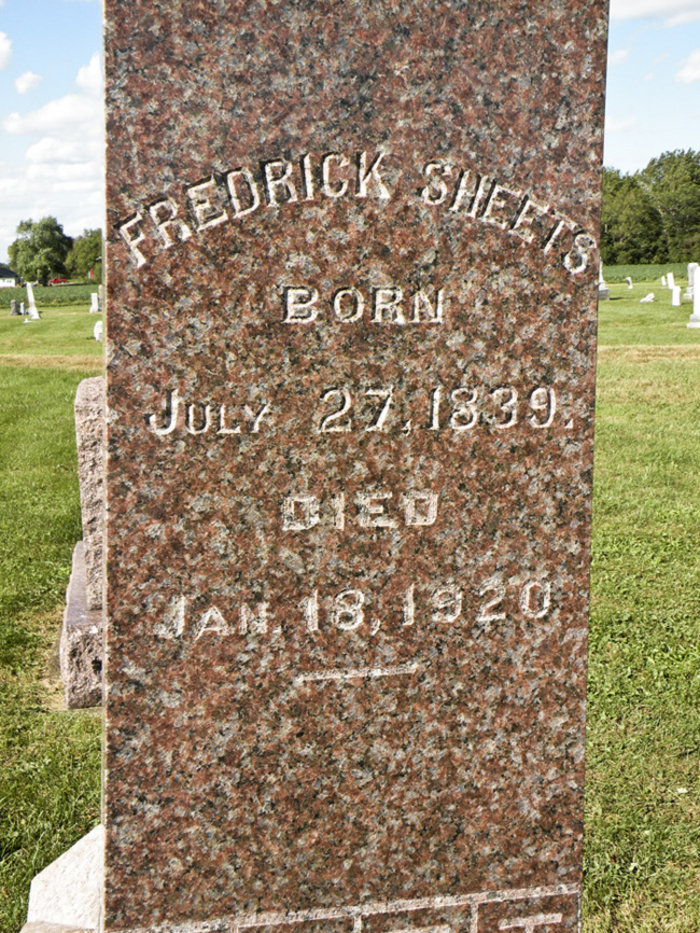 FREDRICK SHEETS
BORN
JULY 27, 1839.
DIED
JAN. 18, 1920